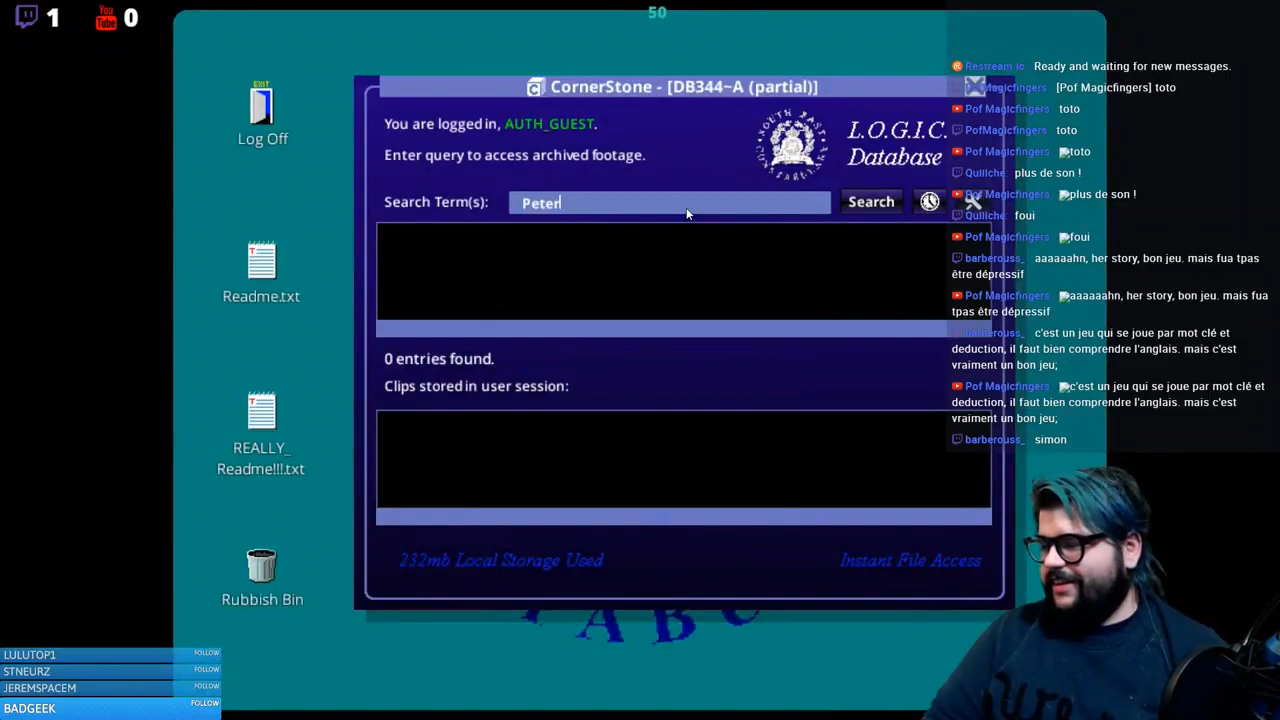 1
0
50
EXIT
Log Off
Readme.txt
REALLY_
Readme!!!.txt
Rubbish Bin
CornerStone - [DB344~A (partial)]
You are logged in, AUTH_GUEST.
Enter query to access archived footage.
SOUTH EAST
CONSTABULARY
L.O.G.I.C.
Database
Search Term(s):
Peter
Search
0 entries found.
Clips stored in user session:
232mb Local Storage Used
Instant File Access
Restream.io Ready and waiting for new messages.
Pof Magicfingers [Pof Magicfingers] toto
Pof Magicfingers toto
PofMagicfingers toto
Pof Magicfingers toto
Quiliche: plus de son !
Pof Magicfingers plus de son !
Quiliche: foui
Pof Magicfingers foui
barberouss_ aaaaaahn, her story, bon jeu. mais fua tpas
être dépressif
Pof Magicfingers aaaaaahn, her story, bon jeu. mais fua
tpas être dépressif
barberouss_ c'est un jeu qui se joue par mot clé et
deduction, il faut bien comprendre l'anglais. mais c'est
vraiment un bon jeu;
Pof Magicfingers c'est un jeu qui se joue par mot clé et
deduction, il faut bien comprendre l'anglais. mais c'est
vraiment un bon jeu;
barberouss_ simon
LULUTOP1 FOLLOW
STNEURZ FOLLOW
JEREMSPACEM FOLLOW
BADGEEK FOLLOW